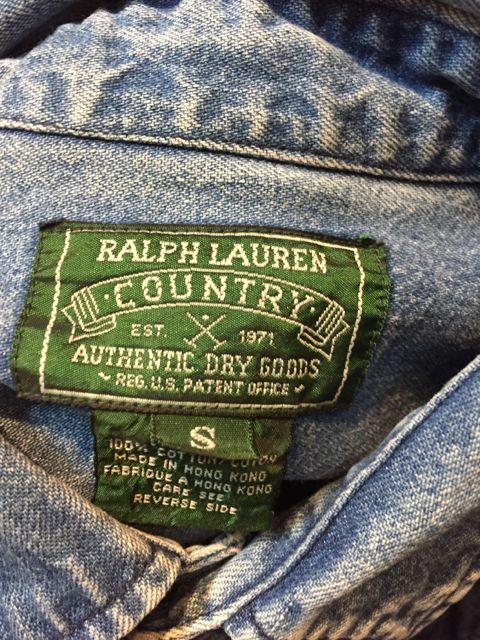 RALPH LAUREN
COUNTRY
EST. 1971
AUTHENTIC DRY GOODS
REG. U.S. PATENT OFFICE
S
100% COTTON/COTON
MADE IN HONG KONG
FABRIQUE A HONG KONG
CARE SEE
REVERSE SIDE